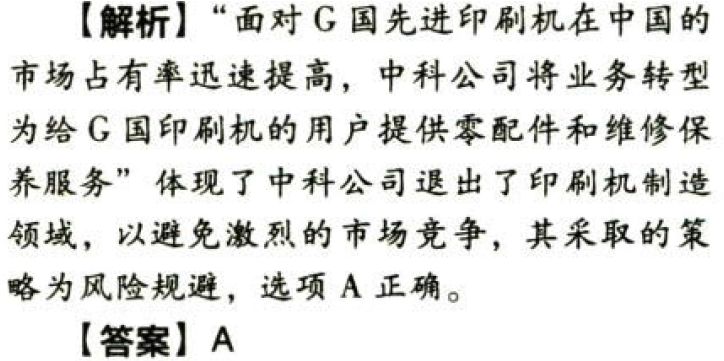 【解析】“面对G国先进印刷机在中国的
市场占有率迅速提高，中科公司将业务转型
为给G国印刷机的用户提供零配件和维修保
养服务”体现了中科公司退出了印刷机制造
领域，以避免激烈的市场竞争，其采取的策
略为风险规避，选项A正确。
【答案】A